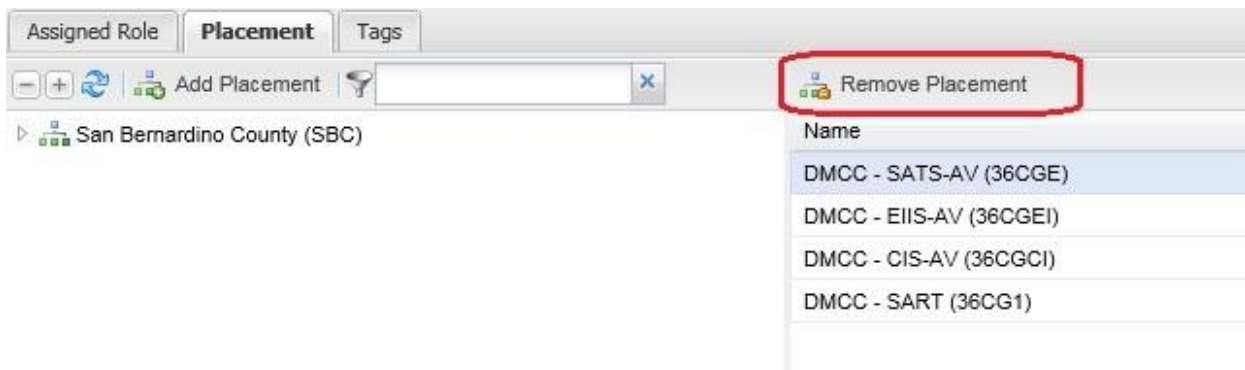 Assigned Role Placement Tags
Add Placement
Remove Placement
San Bernardino County (SBC)
Name
DMCC - SATS-AV (36CGE)
DMCC - EIIS-AV (36CGEI)
DMCC - CIS-AV (36CGCI)
DMCC - SART (36CG1)